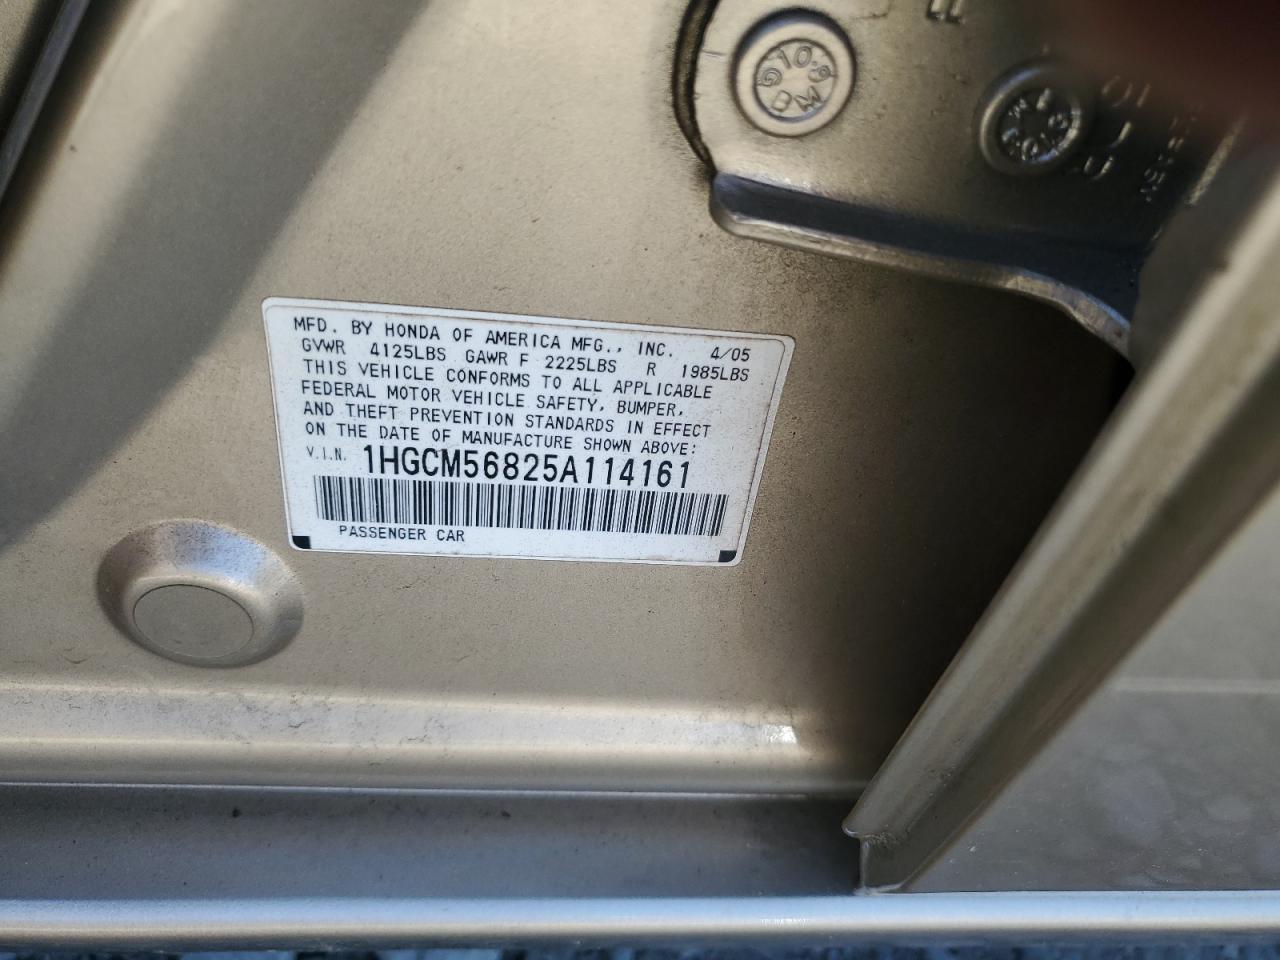 MFD. BY HONDA OF AMERICA MFG., INC. 4/05
GVWR 4125LBS GAWR F 2225LBS R 1985LBS
THIS VEHICLE CONFORMS TO ALL APPLICABLE
FEDERAL MOTOR VEHICLE SAFETY, BUMPER,
AND THEFT PREVENTION STANDARDS IN EFFECT
ON THE DATE OF MANUFACTURE SHOWN ABOVE:
V.I.N. 1HGCM56825A114161
PASSENGER CAR